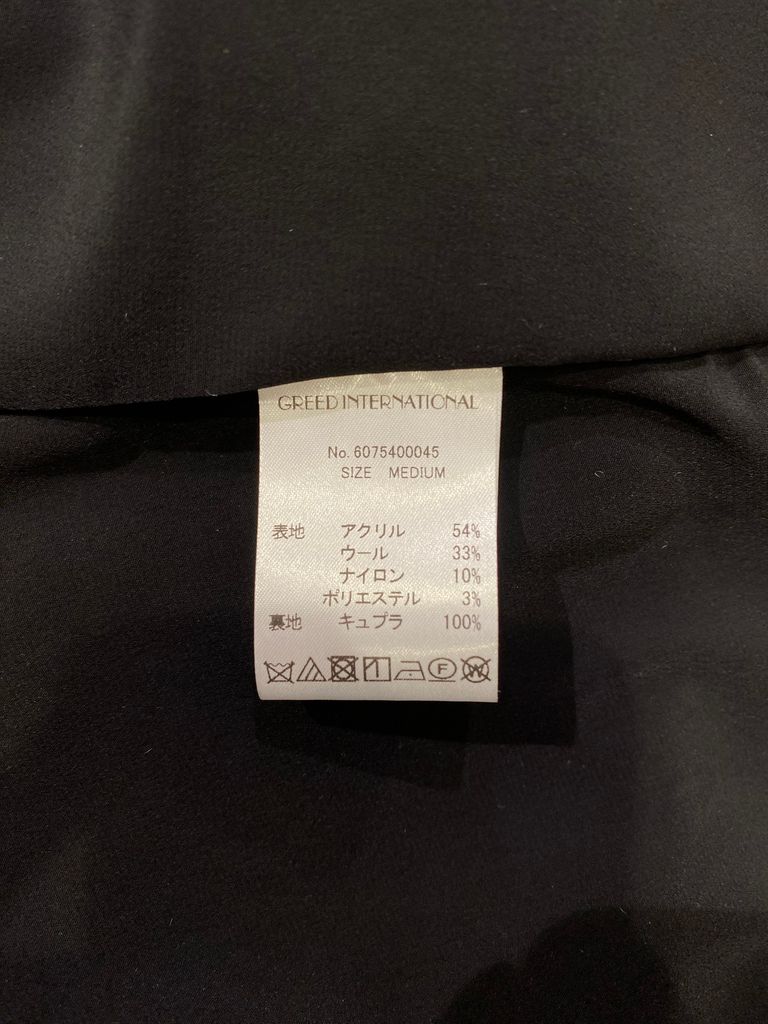 GREED INTERNATIONAL
No. 6075400045
SIZE MEDIUM
表地 アクリル 54%
ウール 33%
ナイロン 10%
ポリエステル 3%
裏地 キュプラ 100%
F W